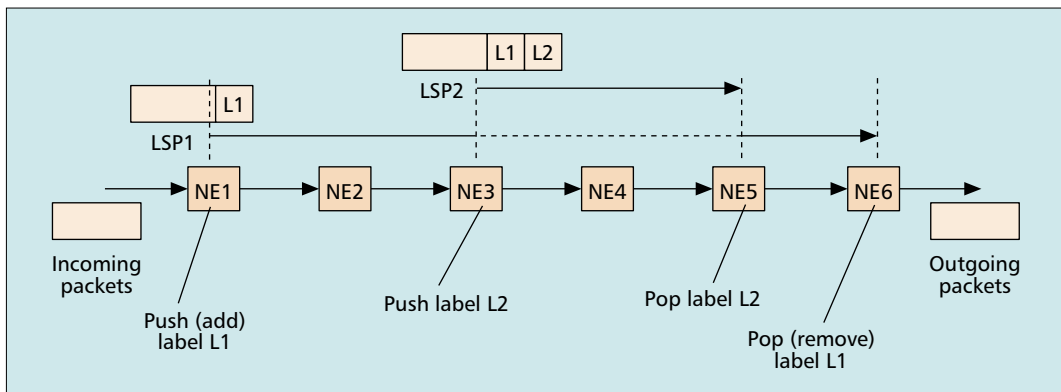 L1 L2
LSP2
L1
LSP1
NE1 NE2 NE3 NE4 NE5 NE6
Incoming
packets
Outgoing
packets
Push (add)
label L1
Push label L2
Pop label L2
Pop (remove)
label L1